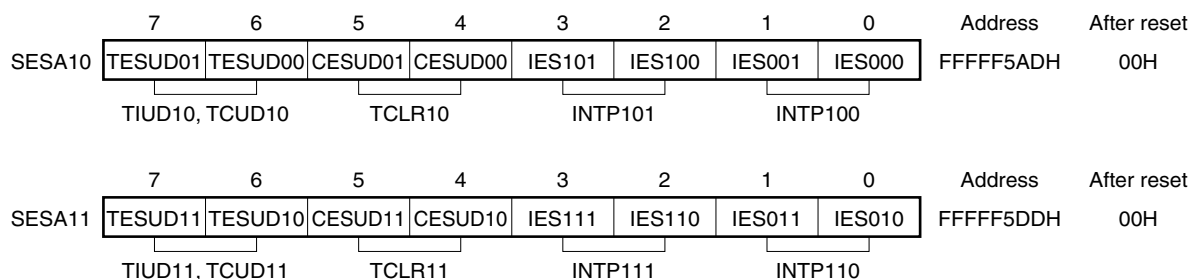 7 6 5 4 3 2 1 0 Address After reset
SESA10 TESUD01 TESUD00 CESUD01 CESUD00 IES101 IES100 IES001 IES000 FFFFF5ADH 00H
TIUD10, TCUD10 TCLR10 INTP101 INTP100
7 6 5 4 3 2 1 0 Address After reset
SESA11 TESUD11 TESUD10 CESUD11 CESUD10 IES111 IES110 IES011 IES010 FFFFF5DDH 00H
TIUD11, TCUD11 TCLR11 INTP111 INTP110